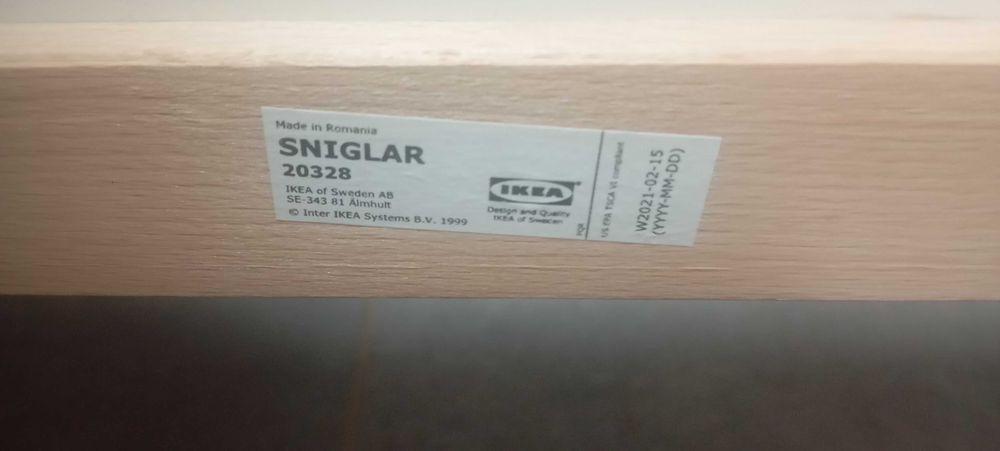 Made in Romania
SNIGLAR
20328
IKEA of Sweden AB
SE-343 81 Älmhult
© Inter IKEA Systems B.V. 1999
IKEA
Design and Quality
IKEA of Sweden
PQR
US EPA TSCA VI compliant
W2021-02-15
(YYYY-MM-DD)